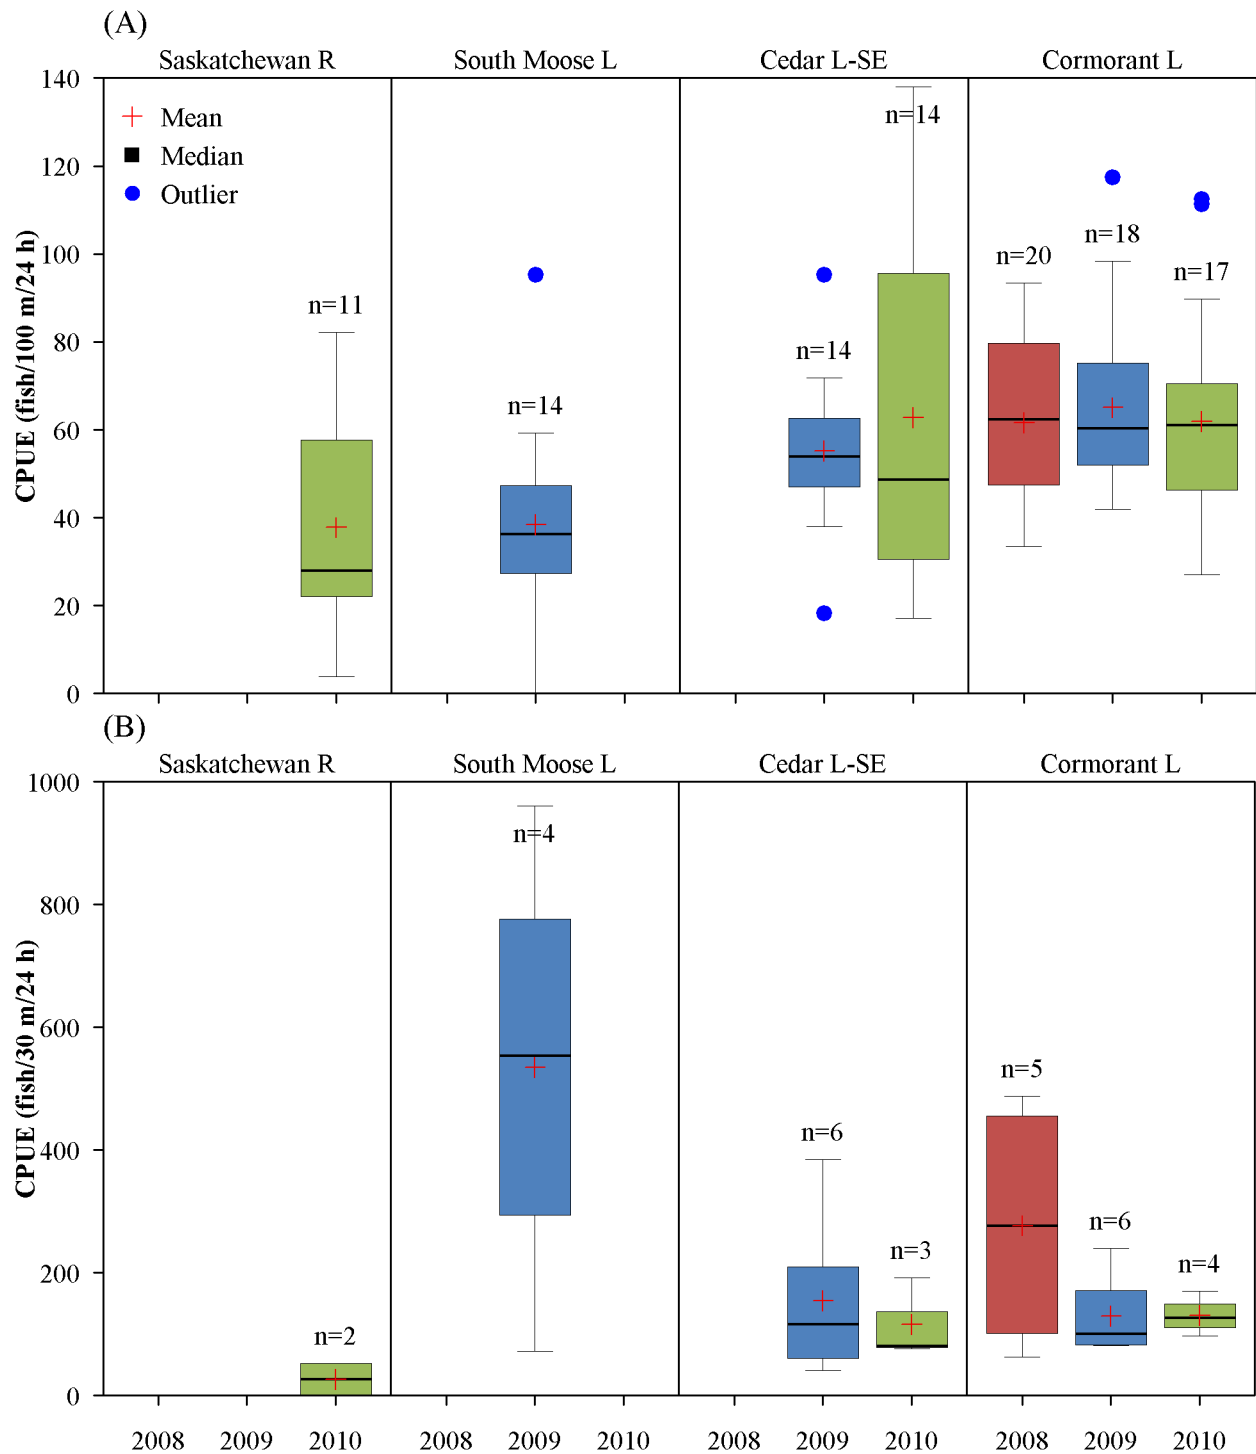 (A)
Saskatchewan R South Moose L Cedar L-SE Cormorant L
CPUE (fish/100 m/24 h)
140
120
100
80
60
40
20
0
Mean
Median
Outlier
n=11
n=14
n=14
n=14
n=20
n=18
n=17
(B)
Saskatchewan R South Moose L Cedar L-SE Cormorant L
CPUE (fish/30 m/24 h)
1000
800
600
400
200
0
n=2
n=4
n=6
n=3
n=5
n=6
n=4
2008 2009 2010 2008 2009 2010 2008 2009 2010 2008 2009 2010